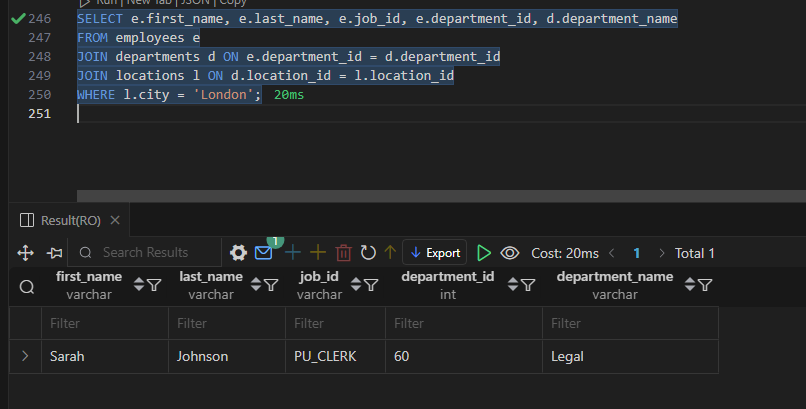 Run | New Tab | JSON | Copy
246 SELECT e.first_name, e.last_name, e.job_id, e.department_id, d.department_name
247 FROM employees e
248 JOIN departments d ON e.department_id = d.department_id
249 JOIN locations l ON d.location_id = l.location_id
250 WHERE l.city = 'London'; 20ms
251
Result(RO)
Search Results 1 Export Cost: 20ms 1 Total 1
first_name last_name job_id department_id department_name
varchar varchar varchar int varchar
Filter Filter Filter Filter Filter
Sarah Johnson PU_CLERK 60 Legal